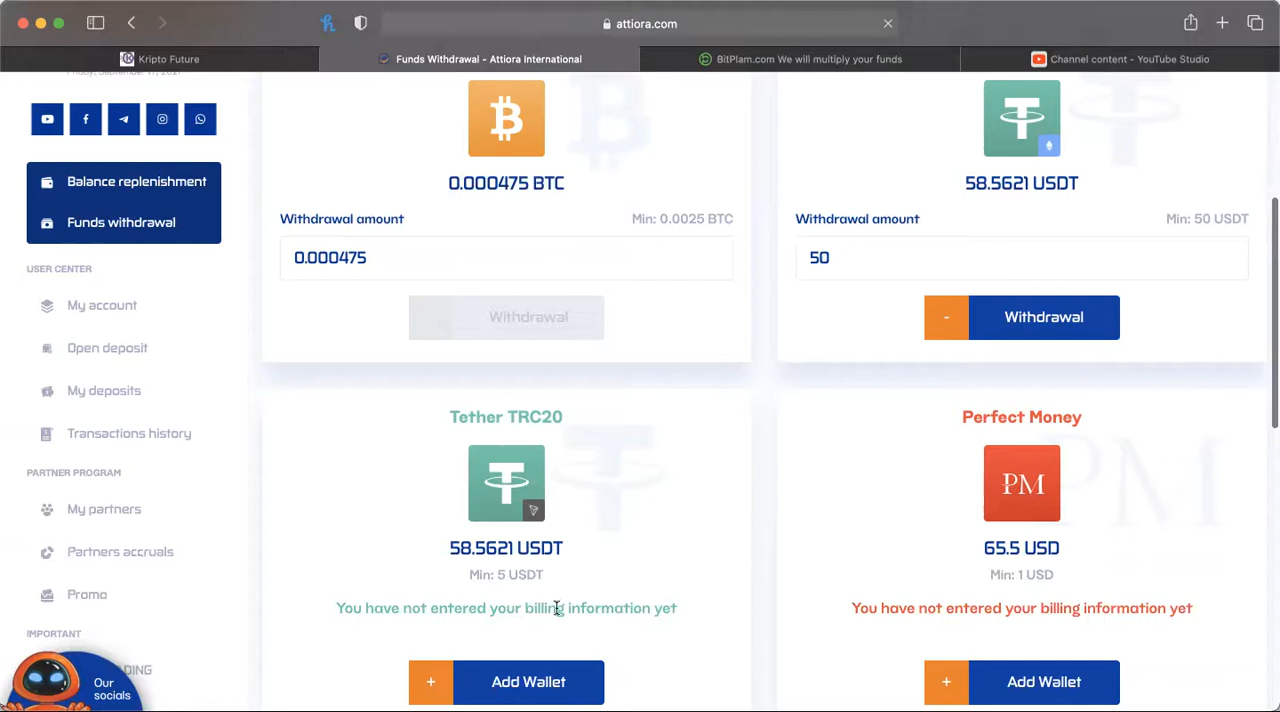 attiora.com
Kripto Future
Funds Withdrawal - Attiora International
BitPlam.com We will multiply your funds
Channel content - YouTube Studio
Friday, September 17, 2021
Balance replenishment
Funds withdrawal
USER CENTER
My account
Open deposit
My deposits
Transactions history
PARTNER PROGRAM
My partners
Partners accruals
Promo
IMPORTANT
Our
socials
0.000475 BTC
Withdrawal amount
Min: 0.0025 BTC
0.000475
Withdrawal
58.5621 USDT
Withdrawal amount
Min: 50 USDT
50
- Withdrawal
Tether TRC20
58.5621 USDT
Min: 5 USDT
You have not entered your billing information yet
+ Add Wallet
Perfect Money
PM
65.5 USD
Min: 1 USD
You have not entered your billing information yet
+ Add Wallet